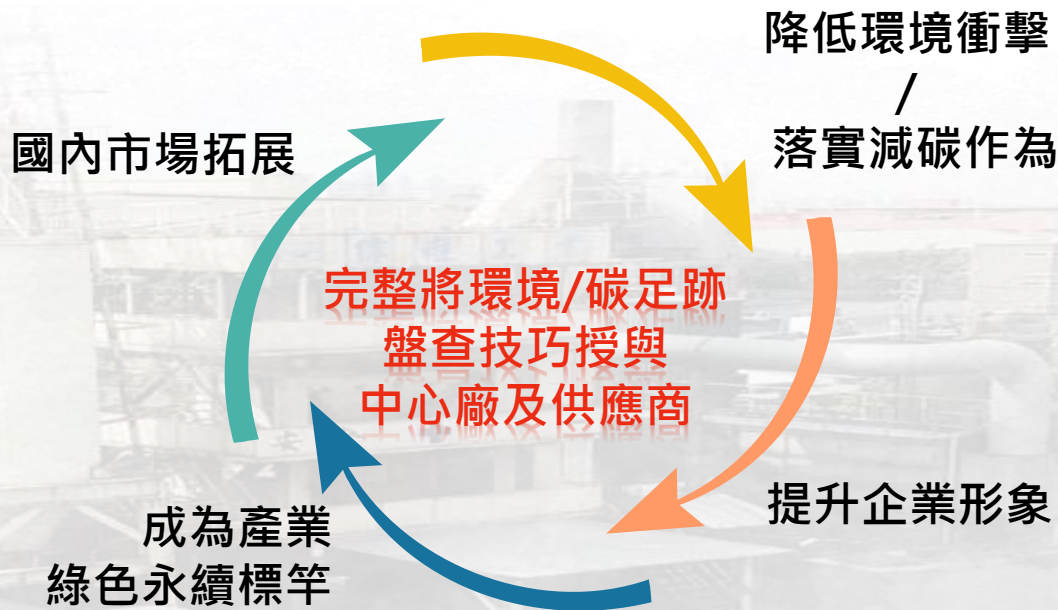 降低環境衝擊
/
落實減碳作為
國內市場拓展
完整將環境/碳足跡
盤查技巧授與
中心廠及供應商
提升企業形象
成為產業
綠色永續標竿